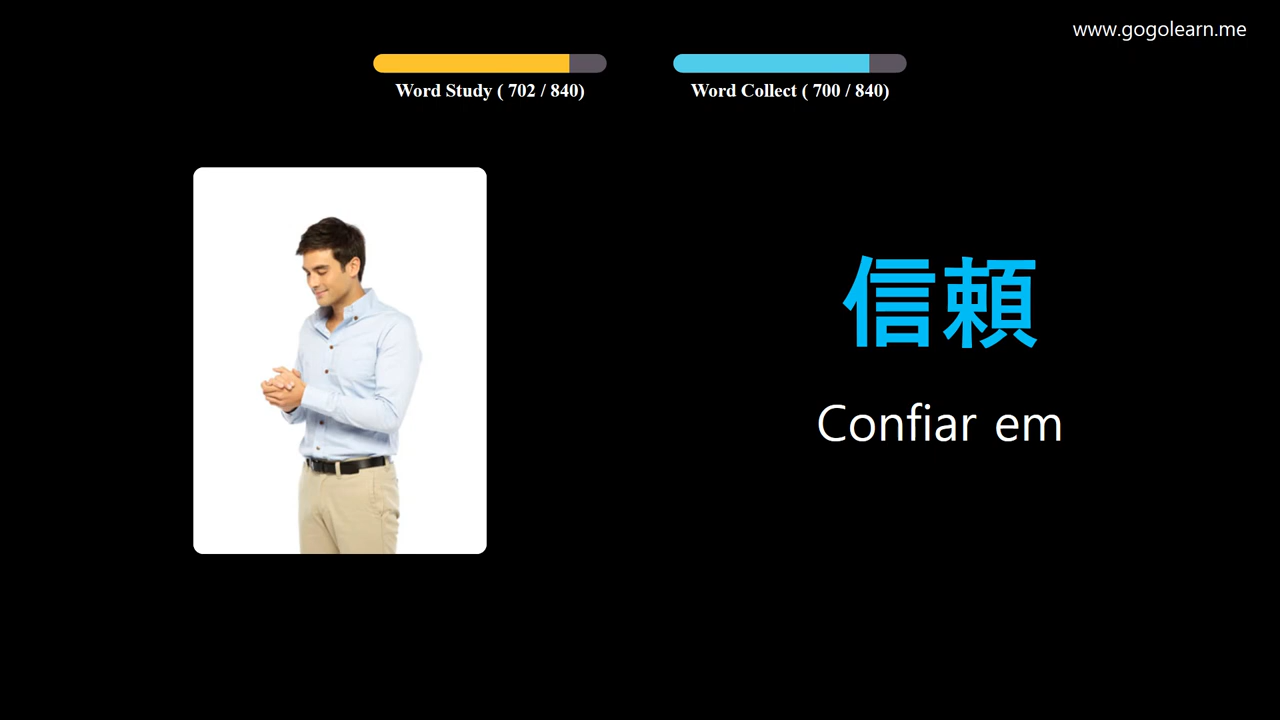 www.gogolearn.me
Word Study ( 702 / 840)
Word Collect ( 700 / 840)
信頼
Confiar em